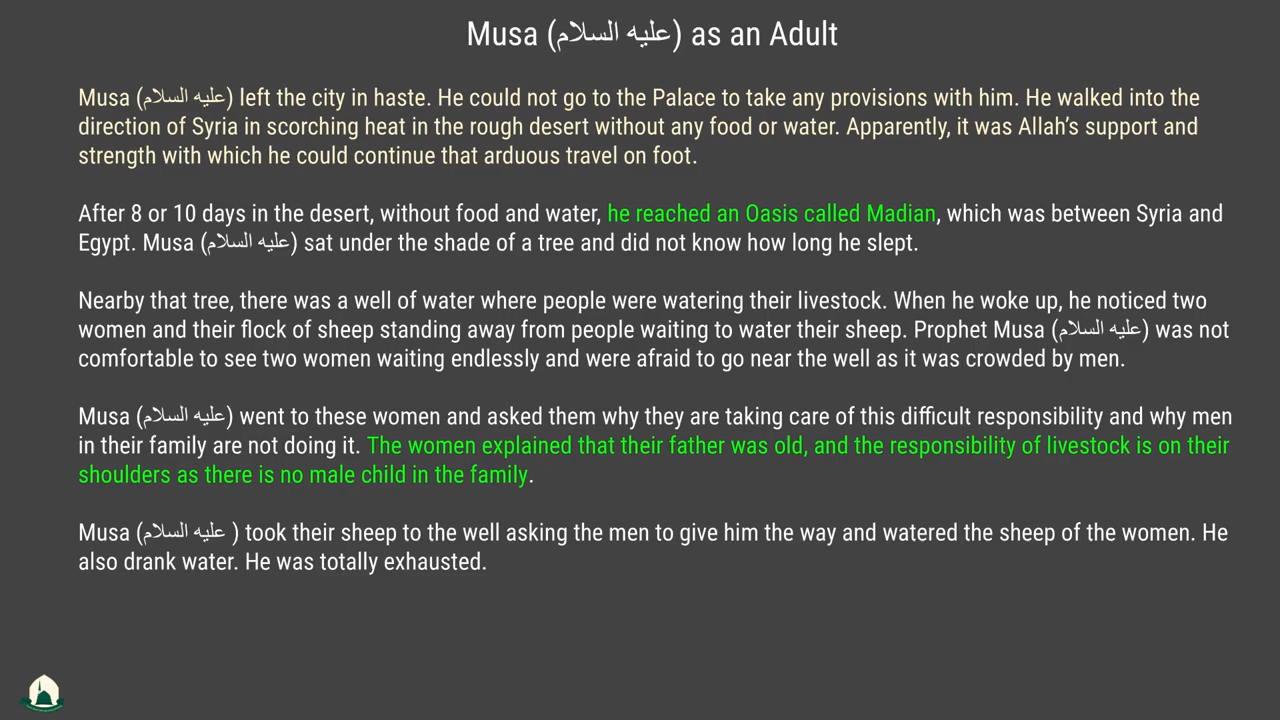 Musa (عليه السلام) as an Adult
Musa (عليه السلام) left the city in haste. He could not go to the Palace to take any provisions with him. He walked into the
direction of Syria in scorching heat in the rough desert without any food or water. Apparently, it was Allah’s support and
strength with which he could continue that arduous travel on foot.
After 8 or 10 days in the desert, without food and water, he reached an Oasis called Madian, which was between Syria and
Egypt. Musa (عليه السلام) sat under the shade of a tree and did not know how long he slept.
Nearby that tree, there was a well of water where people were watering their livestock. When he woke up, he noticed two
women and their flock of sheep standing away from people waiting to water their sheep. Prophet Musa (عليه السلام) was not
comfortable to see two women waiting endlessly and were afraid to go near the well as it was crowded by men.
Musa (عليه السلام) went to these women and asked them why they are taking care of this difficult responsibility and why men
in their family are not doing it. The women explained that their father was old, and the responsibility of livestock is on their
shoulders as there is no male child in the family.
Musa (عليه السلام ) took their sheep to the well asking the men to give him the way and watered the sheep of the women. He
also drank water. He was totally exhausted.